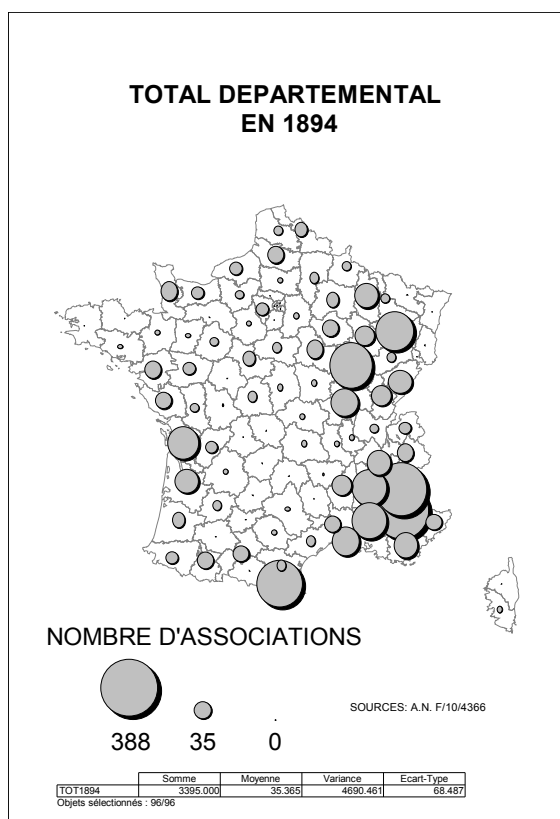 TOTAL DEPARTEMENTAL
EN 1894
NOMBRE D'ASSOCIATIONS
SOURCES: A.N. F/10/4366
388 35 0
Somme Moyenne Variance Ecart-Type
TOT1894 3395.000 35.365 4690.461 68.487
Objets sélectionnés : 96/96